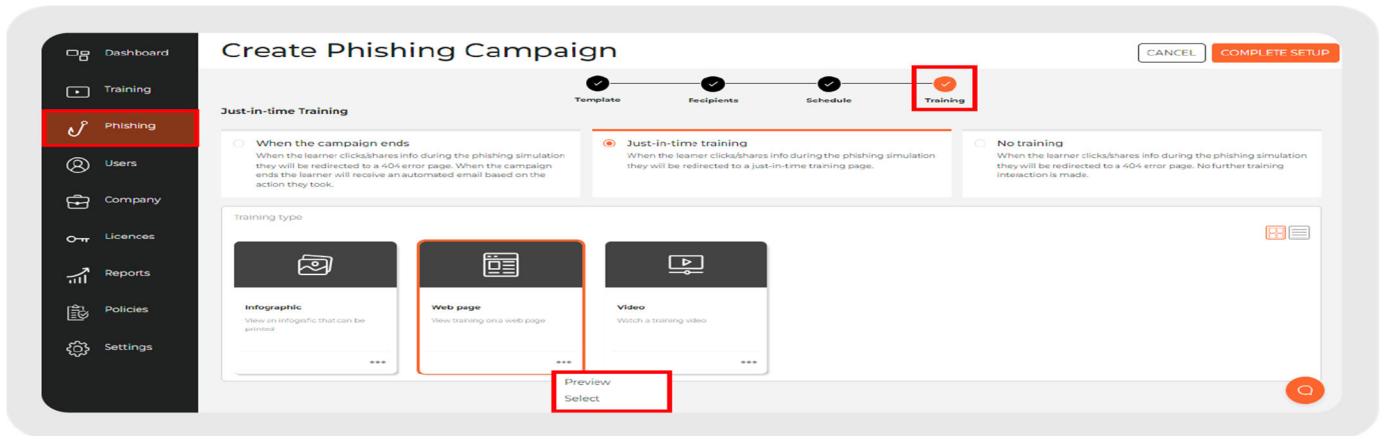 Dashboard
Training
Phishing
Users
Company
Licences
Reports
Policies
Settings
Create Phishing Campaign
CANCEL
COMPLETE SETUP
Template
Recipients
Schedule
Training
Just-in-time Training
When the campaign ends
When the learner clicks/shares info during the phishing simulation
they will be redirected to a 404 error page. When the campaign
ends the learner will receive an automated email based on the
action they took.
Just-in-time training
When the learner clicks/shares info during the phishing simulation
they will be redirected to a just-in-time training page.
No training
When the learner clicks/shares info during the phishing simulation
they will be redirected to a 404 error page. No further training
interaction is made.
Training type
Infographic
View an infografic that can be
printed
Web page
View training on a web page
Video
Watch a training video
Preview
Select